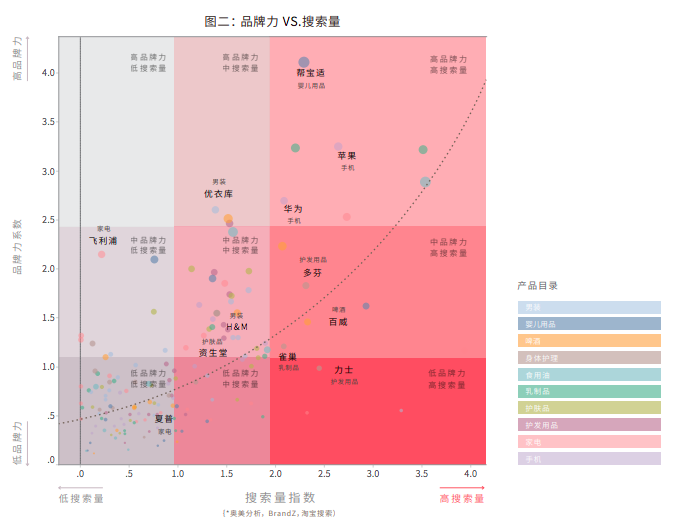 图二：品牌力 VS.搜索量
高品牌力
品牌力系数
低品牌力
4.0
3.5
3.0
2.5
2.0
1.5
1.0
.5
.0
高品牌力
低搜索量
高品牌力
中搜索量
高品牌力
高搜索量
帮宝适
婴儿用品
苹果
手机
男装
优衣库
华为
手机
家电
飞利浦
中品牌力
低搜索量
中品牌力
中搜索量
中品牌力
高搜索量
护发用品
多芬
啤酒
百威
男装
H&M
护肤品
资生堂
雀巢
乳制品
力士
护发用品
低品牌力
低搜索量
低品牌力
中搜索量
低品牌力
高搜索量
夏普
家电
.0 .5 1.0 1.5 2.0 2.5 3.0 3.5 4.0
低搜索量 搜索量指数 高搜索量
(*奥美分析，BrandZ,淘宝搜索)
产品目录
男装
婴儿用品
啤酒
身体护理
食用油
乳制品
护肤品
护发用品
家电
手机